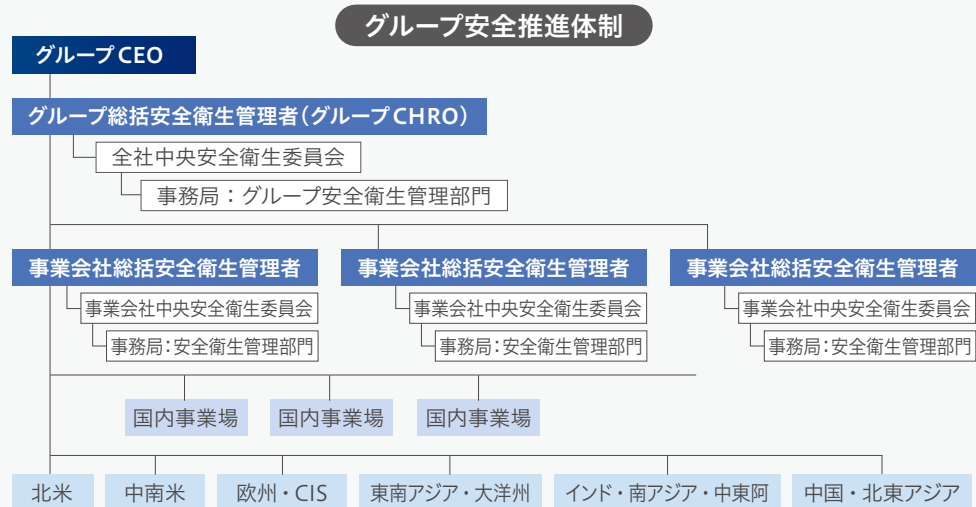 グループ安全推進体制
グループCEO
グループ総括安全衛生管理者(グループCHRO)
全社中央安全衛生委員会
事務局：グループ安全衛生管理部門
事業会社総括安全衛生管理者
事業会社総括安全衛生管理者
事業会社総括安全衛生管理者
事業会社中央安全衛生委員会
事業会社中央安全衛生委員会
事業会社中央安全衛生委員会
事務局：安全衛生管理部門
事務局：安全衛生管理部門
事務局：安全衛生管理部門
国内事業場
国内事業場
国内事業場
北米
中南米
欧州・CIS
東南アジア・大洋州
インド・南アジア・中東阿
中国・北東アジア